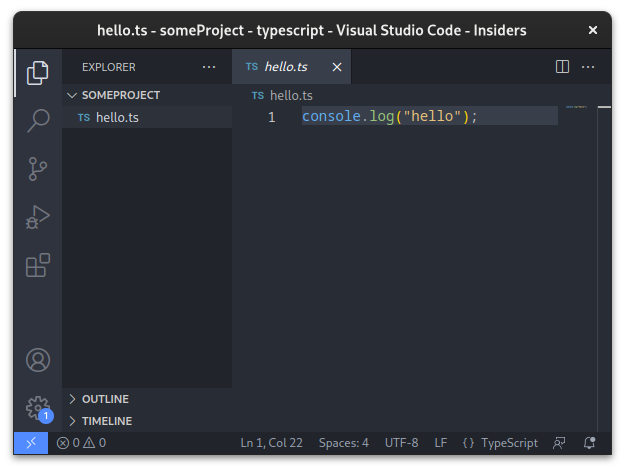 hello.ts - someProject - typescript - Visual Studio Code - Insiders
EXPLORER
TS hello.ts
SOMEPROJECT
TS hello.ts
TS hello.ts
1 console.log("hello");
OUTLINE
TIMELINE
1
0 0 Ln 1, Col 22 Spaces: 4 UTF-8 LF {} TypeScript